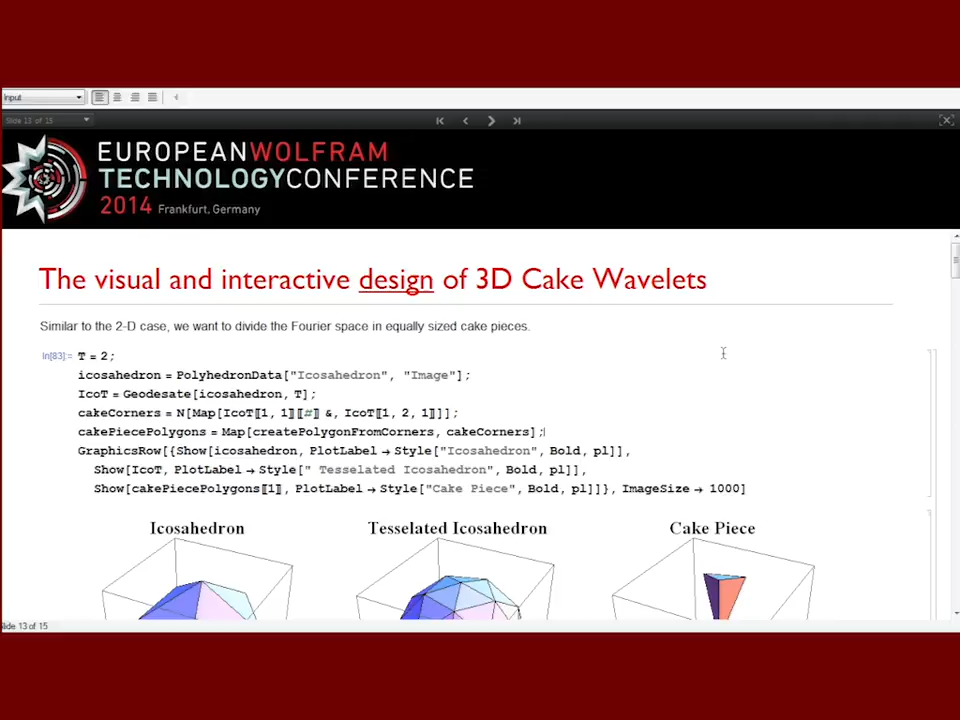 Input
Slide 13 of 15
EUROPEANWOLFRAM
TECHNOLOGYCONFERENCE
2014 Frankfurt, Germany
The visual and interactive design of 3D Cake Wavelets
Similar to the 2-D case, we want to divide the Fourier space in equally sized cake pieces.
In[83]:= T = 2;
icosahedron = PolyhedronData["Icosahedron", "Image"];
IcoT = Geodesate[icosahedron, T];
cakeCorners = N[Map[IcoT〚1, 1〛〚#〛 &, IcoT〚1, 2, 1〛]];
cakePiecePolygons = Map[createPolygonFromCorners, cakeCorners];
GraphicsRow[{Show[icosahedron, PlotLabel → Style["Icosahedron", Bold, pl]],
Show[IcoT, PlotLabel → Style[" Tesselated Icosahedron", Bold, pl]],
Show[cakePiecePolygons〚1〛, PlotLabel → Style["Cake Piece", Bold, pl]]}, ImageSize → 1000]
Icosahedron Tesselated Icosahedron Cake Piece
Slide 13 of 15